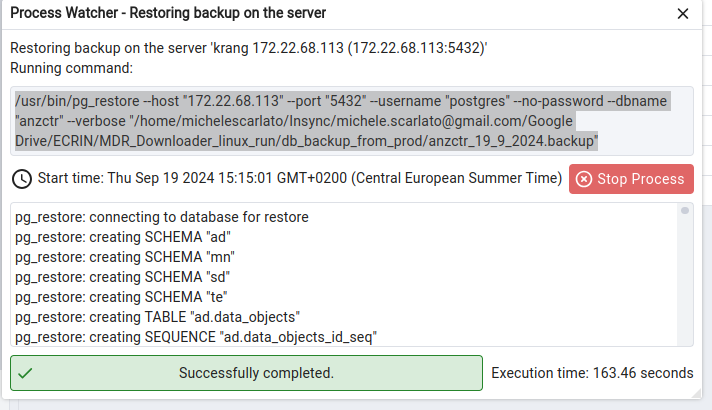 Process Watcher - Restoring backup on the server
Restoring backup on the server 'krang 172.22.68.113 (172.22.68.113:5432)'
Running command:
/usr/bin/pg_restore --host "172.22.68.113" --port "5432" --username "postgres" --no-password --dbname
"anzctr" --verbose "/home/michelescarlato/Insync/michele.scarlato@gmail.com/Google
Drive/ECRIN/MDR_Downloader_linux_run/db_backup_from_prod/anzctr_19_9_2024.backup"
Start time: Thu Sep 19 2024 15:15:01 GMT+0200 (Central European Summer Time)
Stop Process
pg_restore: connecting to database for restore
pg_restore: creating SCHEMA "ad"
pg_restore: creating SCHEMA "mn"
pg_restore: creating SCHEMA "sd"
pg_restore: creating SCHEMA "te"
pg_restore: creating TABLE "ad.data_objects"
pg_restore: creating SEQUENCE "ad.data_objects_id_seq"
Successfully completed.
Execution time: 163.46 seconds